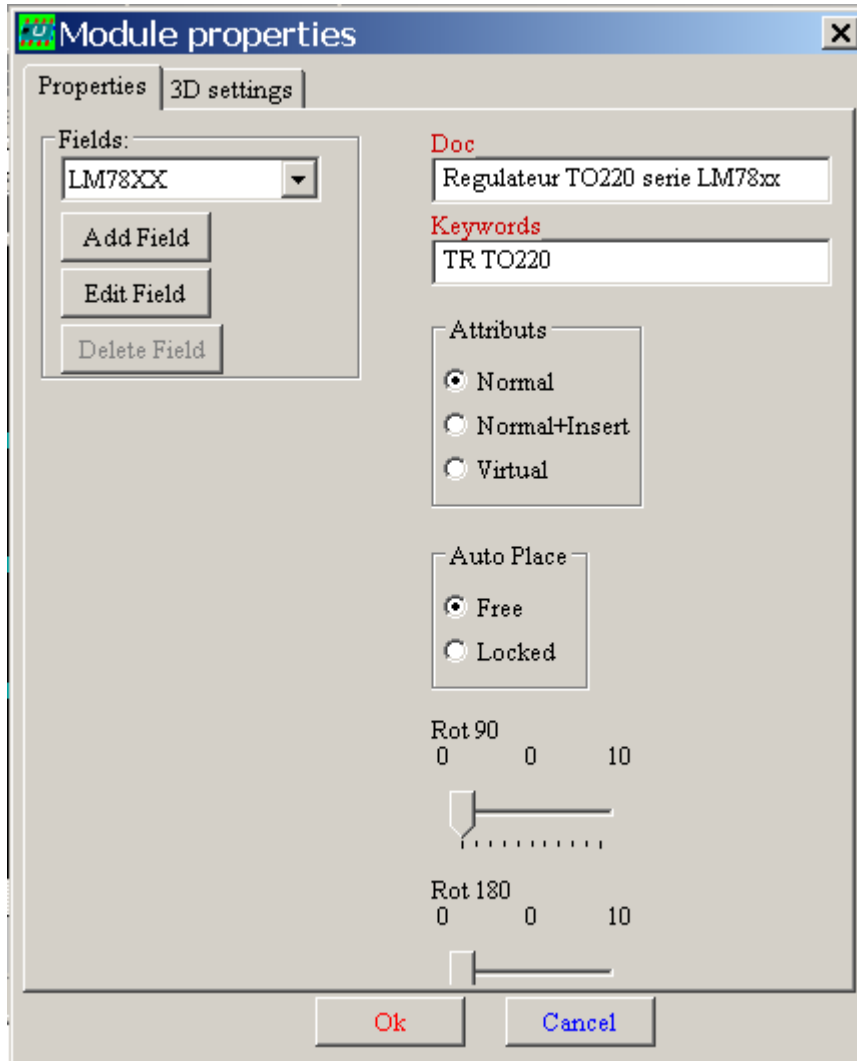 Module properties
Properties
3D settings
Fields:
LM78XX
Add Field
Edit Field
Delete Field
Doc
Regulateur TO220 serie LM78xx
Keywords
TR TO220
Attributs
Normal
Normal+Insert
Virtual
Auto Place
Free
Locked
Rot 90
0 0 10
Rot 180
0 0 10
Ok
Cancel